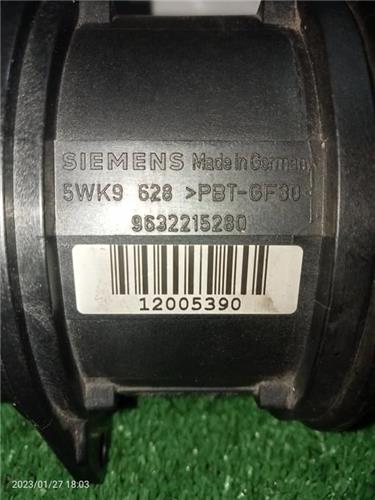 SIEMENS Made in Germany
5WK9 628 >PBT-GF30<
9632215280
12005390
2023/01/27 18:03